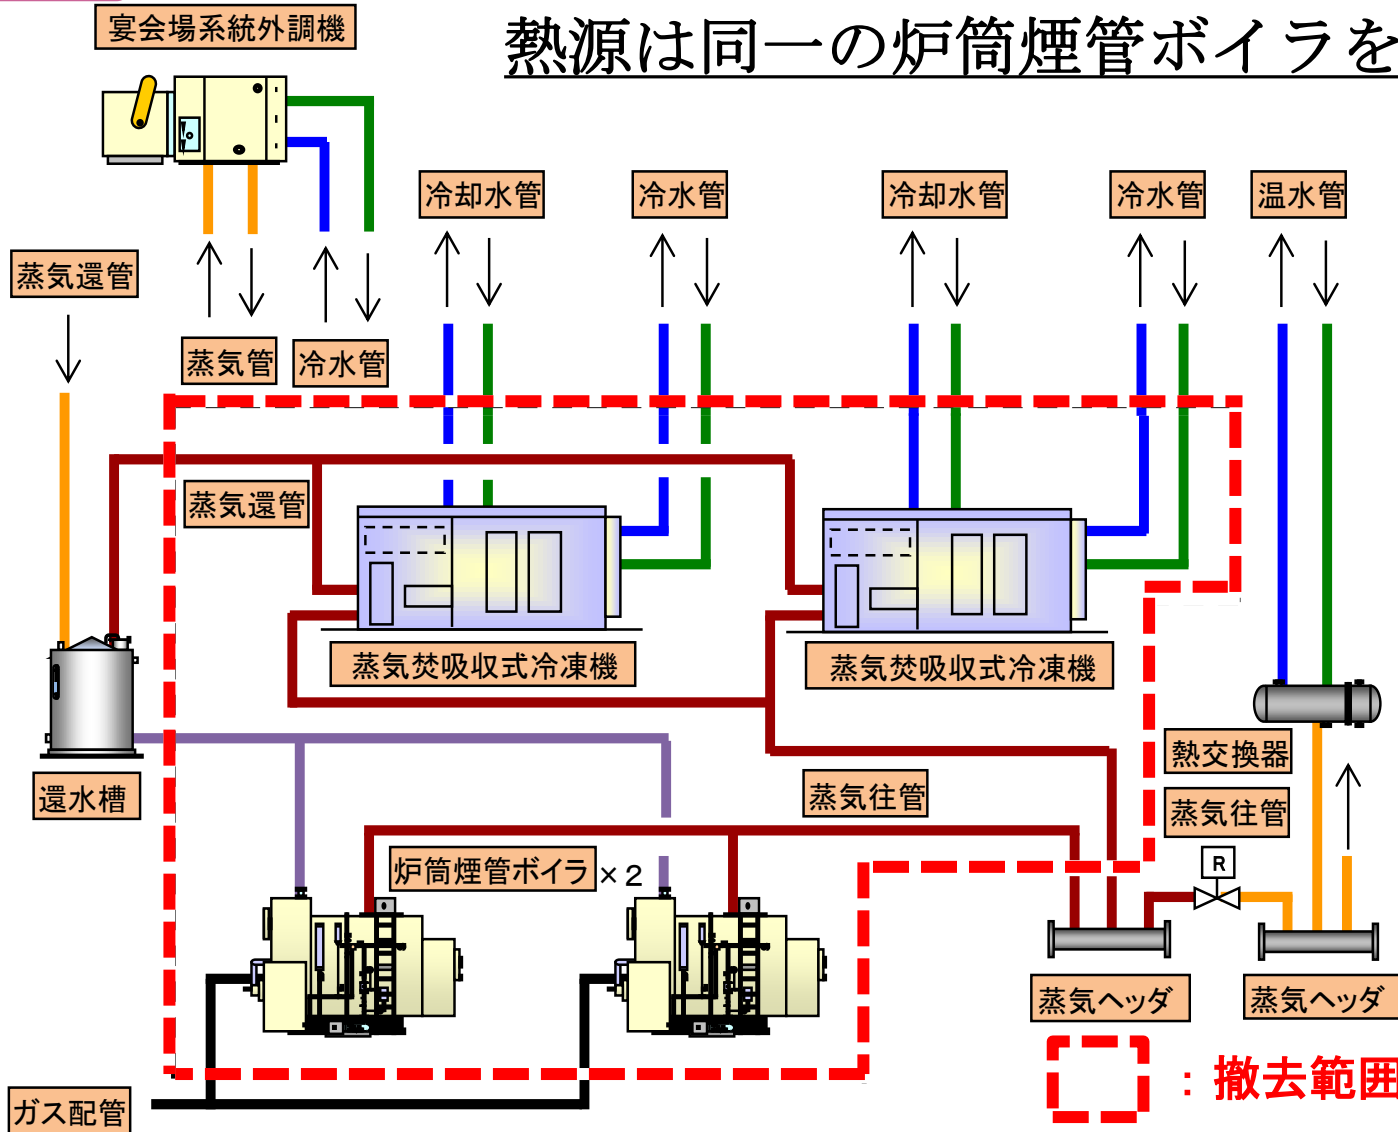 宴会場系統外調機
熱源は同一の炉筒煙管ボイラを
冷却水管
冷水管
冷却水管
冷水管
温水管
蒸気還管
蒸気管
冷水管
蒸気還管
蒸気焚吸収式冷凍機
蒸気焚吸収式冷凍機
熱交換器
還水槽
蒸気往管
蒸気往管
炉筒煙管ボイラ×2
R
蒸気ヘッダ
蒸気ヘッダ
：撤去範囲
ガス配管